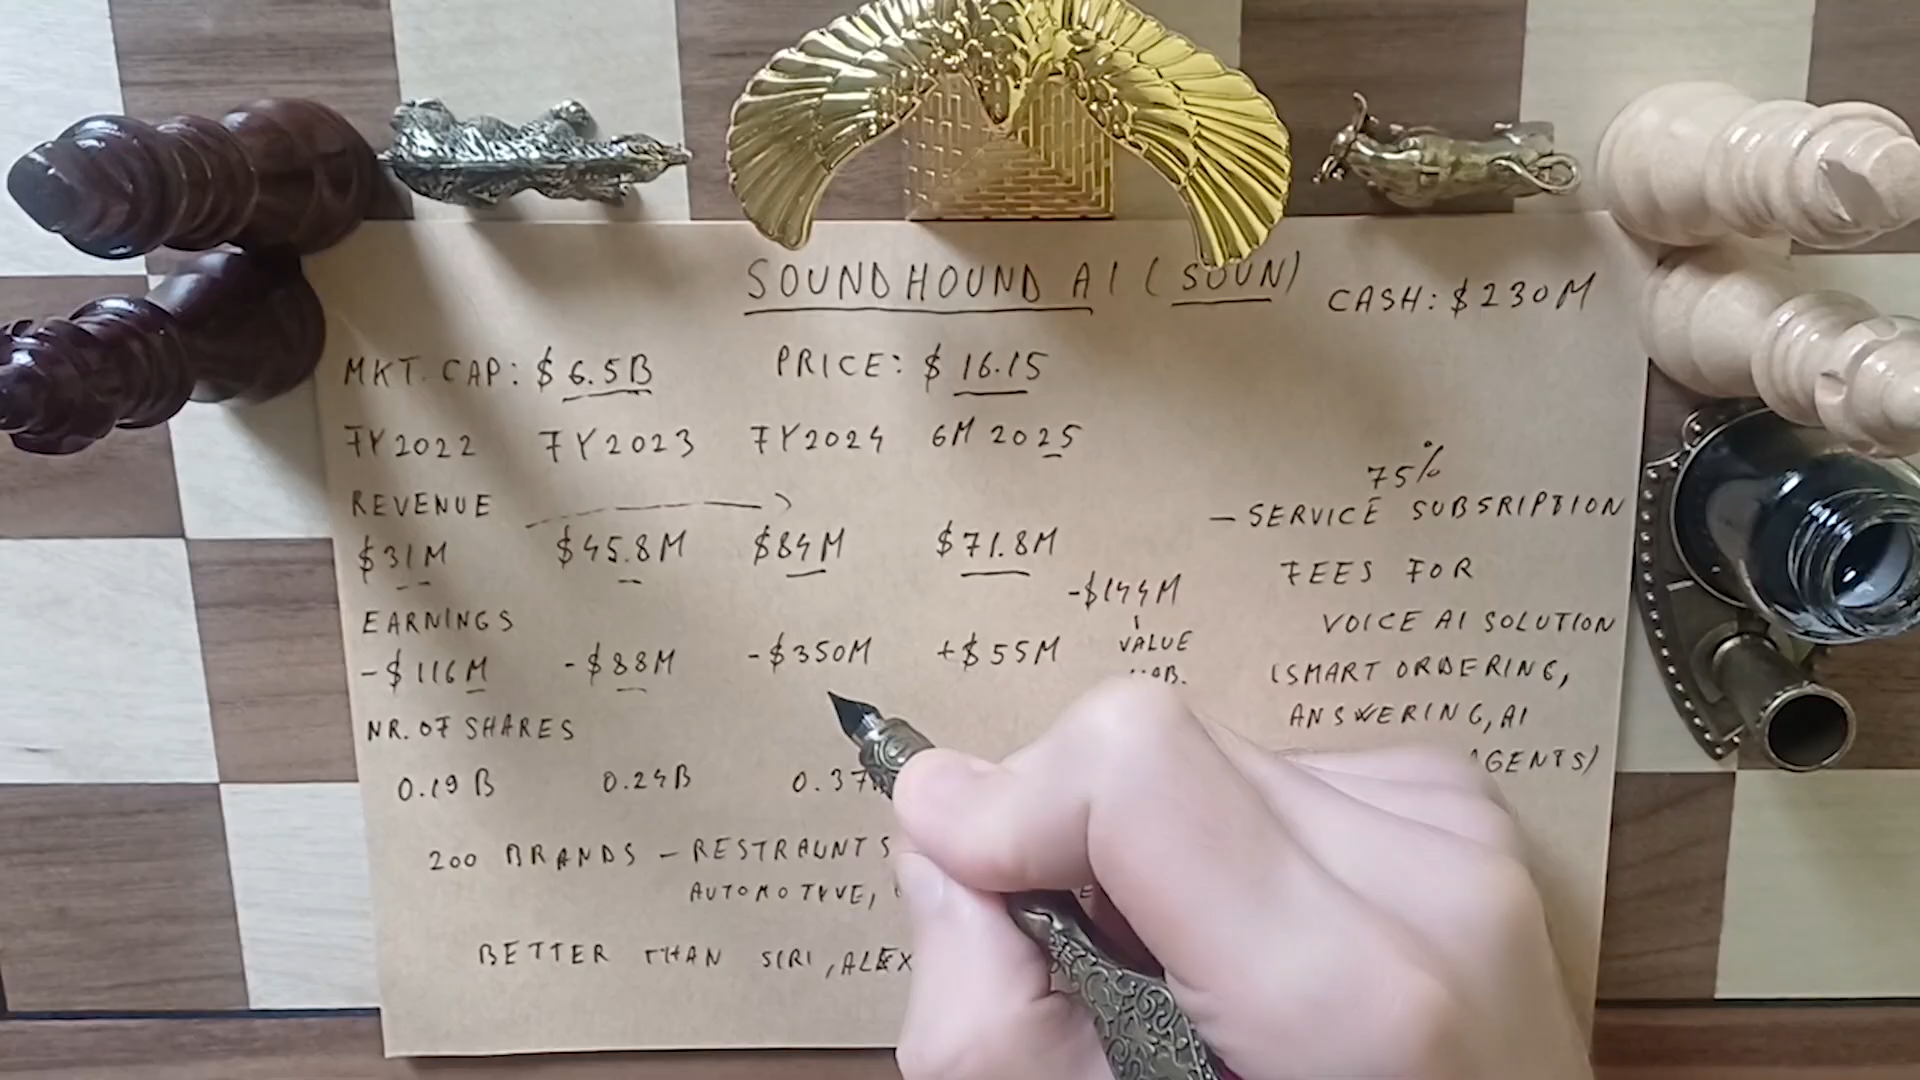 SOUNDHOUND AI (SOUN)
CASH: $230M
MKT. CAP: $6.5B PRICE: $16.15
FY2022 FY2023 FY2024 6M 2025
REVENUE
$31M $45.8M $84M $71.8M
EARNINGS
-$116M -$88M -$350M +$55M
-$144M
VALUE
NR. OF SHARES
0.19B 0.24B 0.37
75%
- SERVICE SUBSRIPTION
FEES FOR
VOICE AI SOLUTION
(SMART ORDERING,
ANSWERING, AI
AGENTS)
200 BRANDS - RESTRAUNTS
AUTOMOTYVE,
BETTER THAN SIRI, ALEX